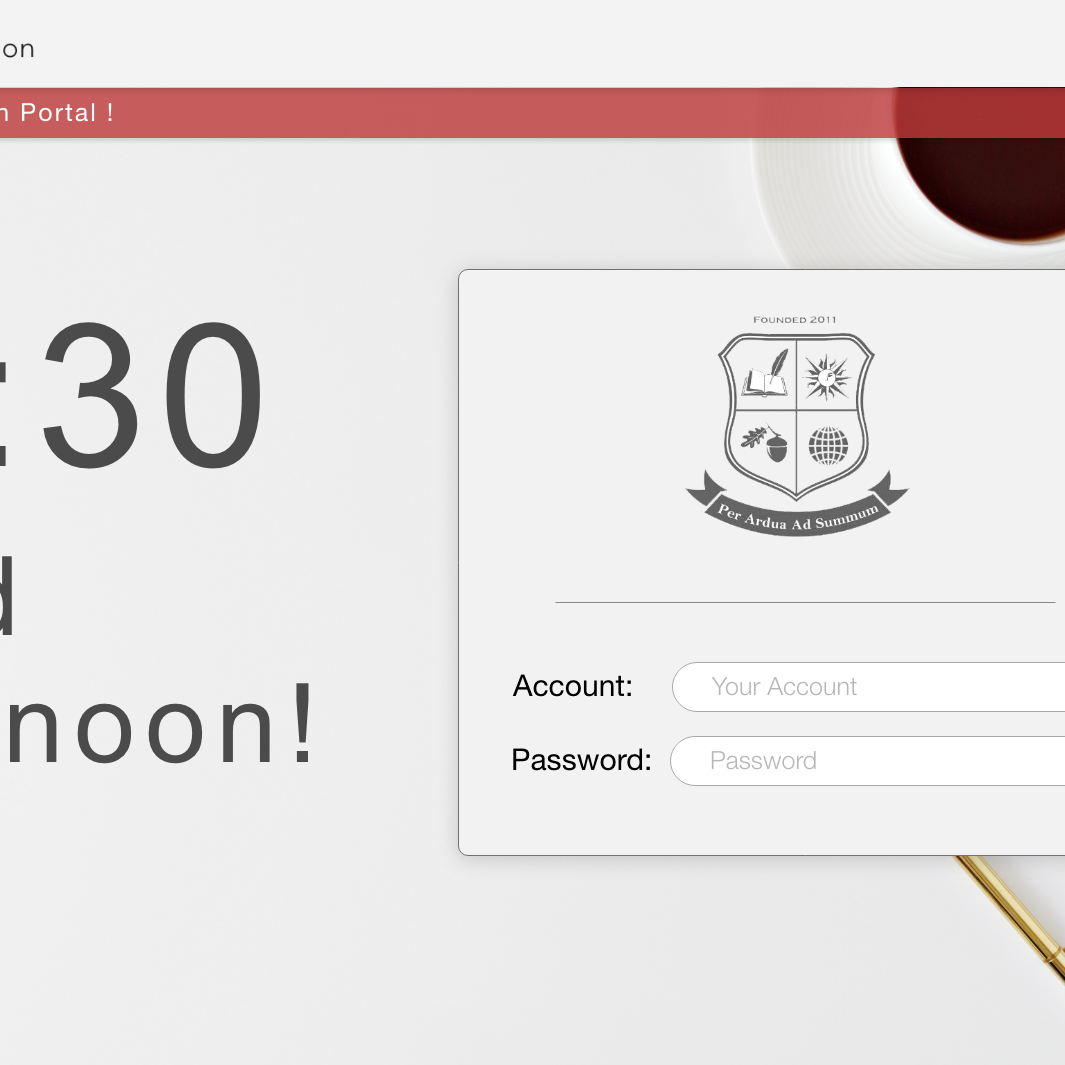 on
n Portal !
:30
d
noon!
FOUNDED 2011
Per Ardua Ad Summum
Account: Your Account
Password: Password